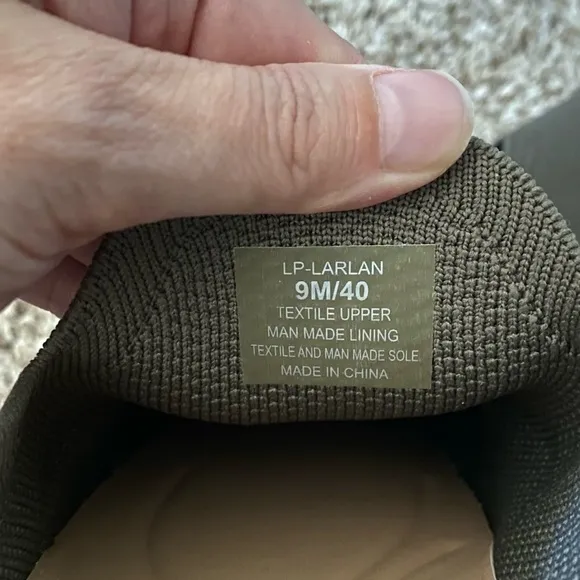 LP-LARLAN
9M/40
TEXTILE UPPER
MAN MADE LINING
TEXTILE AND MAN MADE SOLE
MADE IN CHINA